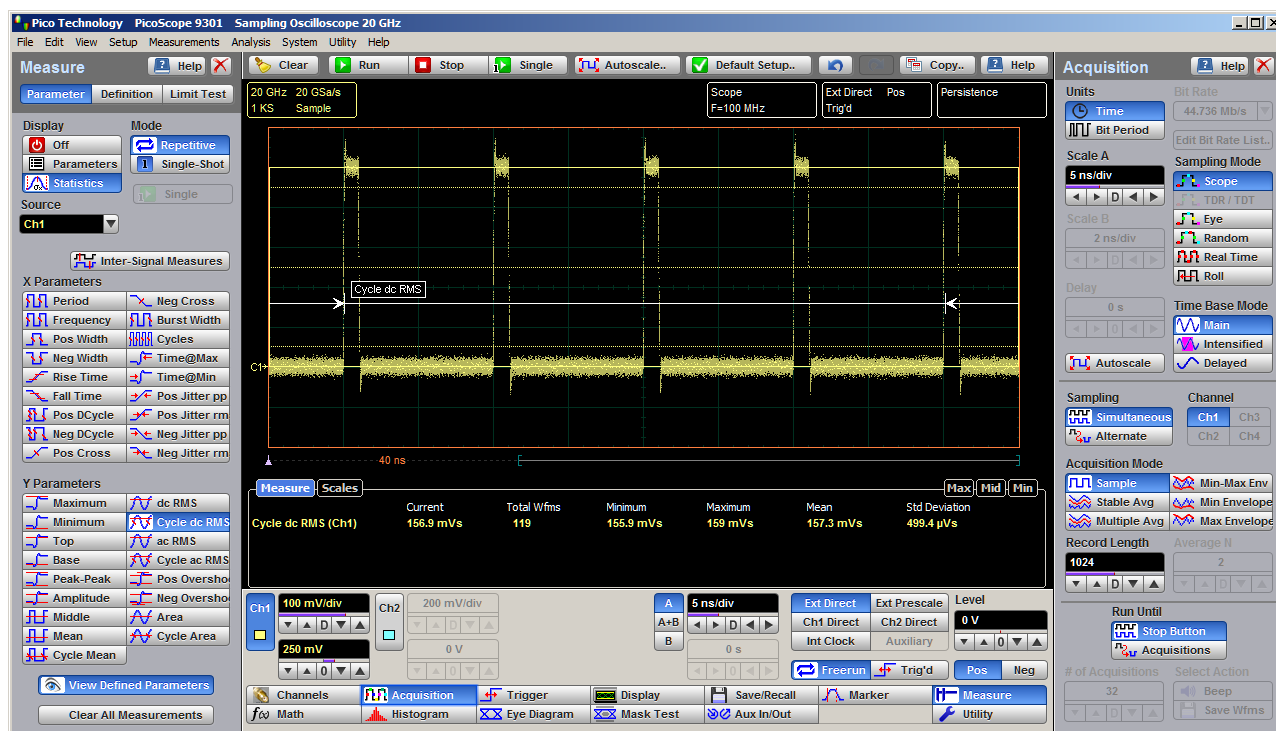 Pico Technology PicoScope 9301 Sampling Oscilloscope 20 GHz
File Edit View Setup Measurements Analysis System Utility Help
Measure Help
Parameter Definition Limit Test
Display Mode
Off Repetitive
Parameters Single-Shot
Statistics
Single
Source
Ch1
Inter-Signal Measures
X Parameters
Period Neg Cross
Frequency Burst Width
Pos Width Cycles
Neg Width Time@Max
Rise Time Time@Min
Fall Time Pos Jitter pp
Pos DCycle Pos Jitter rm
Neg DCycle Neg Jitter pp
Pos Cross Neg Jitter rm
Y Parameters
Maximum dc RMS
Minimum Cycle dc RMS
Top ac RMS
Base Cycle ac RMS
Peak-Peak Pos Oversho
Amplitude Neg Oversho
Middle Area
Mean Cycle Area
Cycle Mean
View Defined Parameters
Clear All Measurements
Clear Run Stop Single Autoscale.. Default Setup.. Copy.. Help
20 GHz 20 GSa/s
1 KS Sample
Scope
F=100 MHz
Ext Direct Pos
Trig'd
Persistence
Cycle dc RMS
C1
40 ns
Measure Scales Max Mid Min
Current Total Wfms Minimum Maximum Mean Std Deviation
Cycle dc RMS (Ch1) 156.9 mVs 119 155.9 mVs 159 mVs 157.3 mVs 499.4 µVs
Ch1 100 mV/div Ch2 200 mV/div A 5 ns/div Ext Direct Ext Prescale Level
D D A+B D Ch1 Direct Ch2 Direct 0 V
250 mV 0 V B 0 s Int Clock Auxiliary 0
0 0 0 Freerun Trig'd Pos Neg
Channels Acquisition Trigger Display Save/Recall Marker Measure
f(x) Math Histogram Eye Diagram Mask Test Aux In/Out Utility
Acquisition Help
Units Bit Rate
Time 44.736 Mb/s
Bit Period Edit Bit Rate List..
Scale A Sampling Mode
5 ns/div Scope
D TDR / TDT
Scale B Eye
2 ns/div Random
D Real Time
Roll
Delay
0 s Time Base Mode
0 Main
Intensified
Autoscale Delayed
Sampling Channel
Simultaneous Ch1 Ch3
Alternate Ch2 Ch4
Acquisition Mode
Sample Min-Max Env
Stable Avg Min Envelope
Multiple Avg Max Envelope
Record Length Average N
1024 2
D D
Run Until
Stop Button
Acquisitions
# of Acquisitions Select Action
32 Beep
D Save Wfms